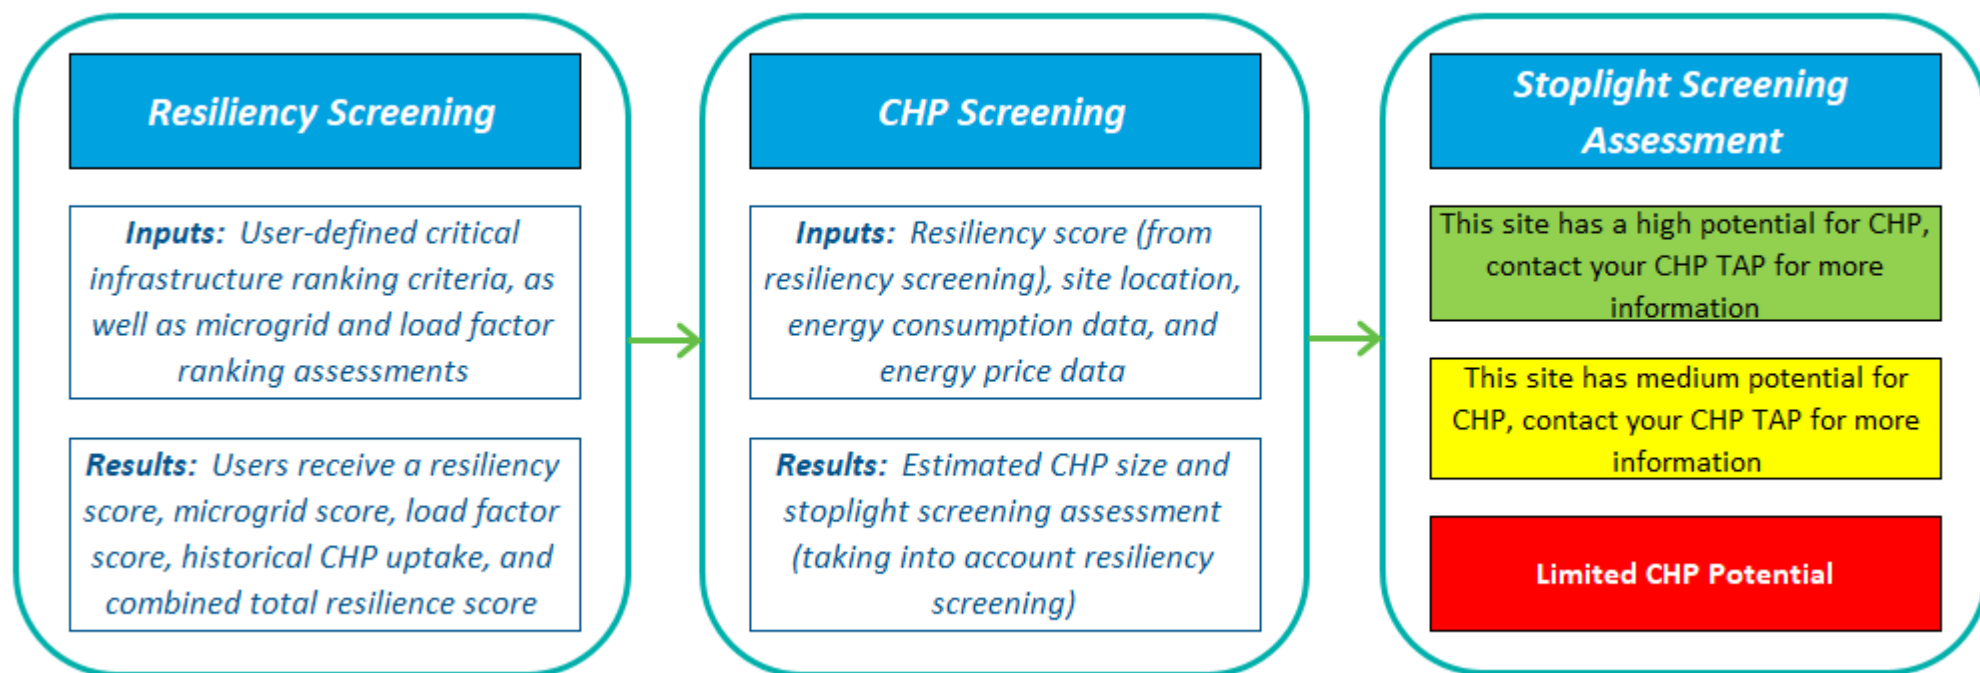 Resiliency Screening
Inputs: User-defined critical
infrastructure ranking criteria, as
well as microgrid and load factor
ranking assessments
Results: Users receive a resiliency
score, microgrid score, load factor
score, historical CHP uptake, and
combined total resilience score
CHP Screening
Inputs: Resiliency score (from
resiliency screening), site location,
energy consumption data, and
energy price data
Results: Estimated CHP size and
stoplight screening assessment
(taking into account resiliency
screening)
Stoplight Screening
Assessment
This site has a high potential for CHP,
contact your CHP TAP for more
information
This site has medium potential for
CHP, contact your CHP TAP for more
information
Limited CHP Potential